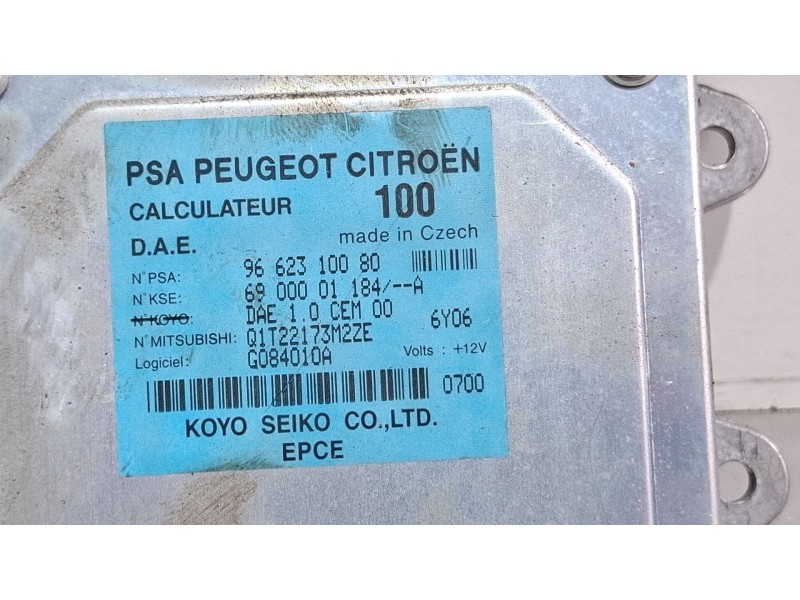 PSA PEUGEOT CITROËN
CALCULATEUR 100
D.A.E. made in Czech
N°PSA: 96 623 100 80
N°KSE: 69 000 01 184/--A
N°KOYO: DAE 1.0 CEM 00 6Y06
N°MITSUBISHI: Q1T22173M2ZE
Logiciel: G084010A Volts : +12V
0700
KOYO SEIKO CO.,LTD.
EPCE